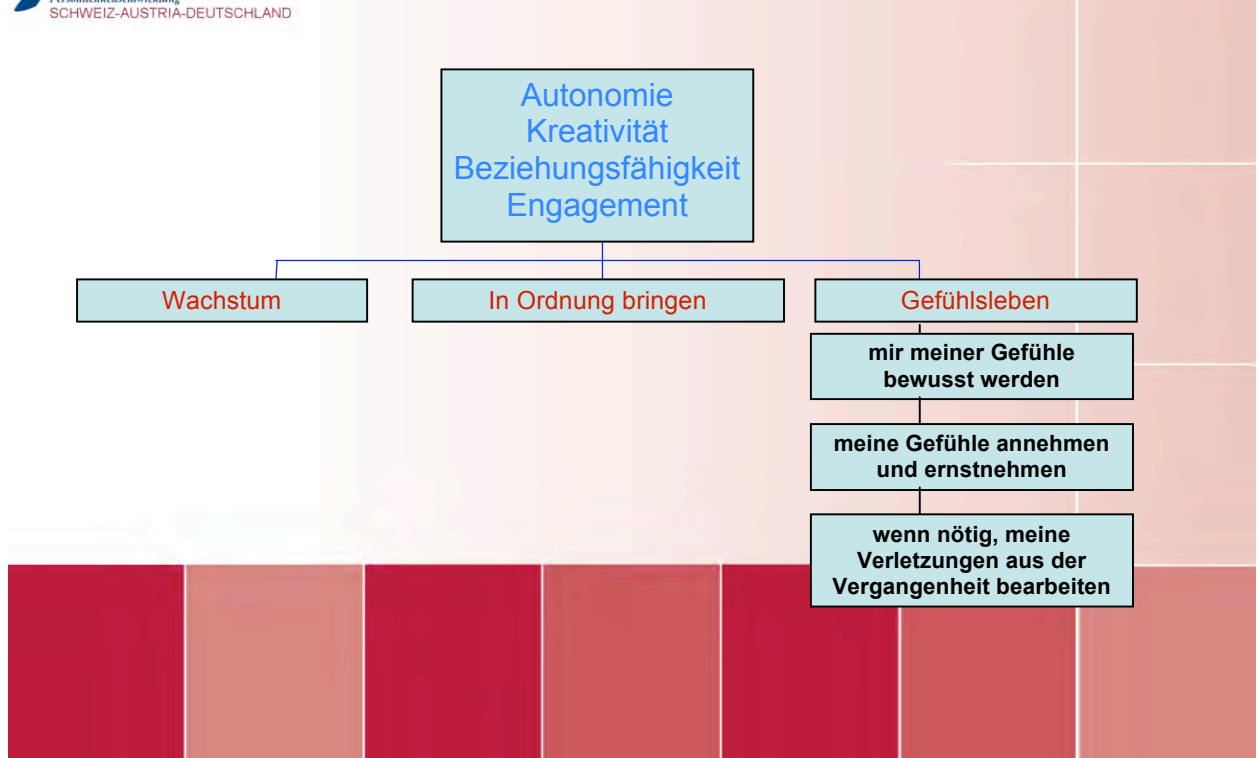 SCHWEIZ-AUSTRIA-DEUTSCHLAND
Autonomie
Kreativität
Beziehungsfähigkeit
Engagement
Wachstum
In Ordnung bringen
Gefühlsleben
mir meiner Gefühle
bewusst werden
meine Gefühle annehmen
und ernstnehmen
wenn nötig, meine
Verletzungen aus der
Vergangenheit bearbeiten